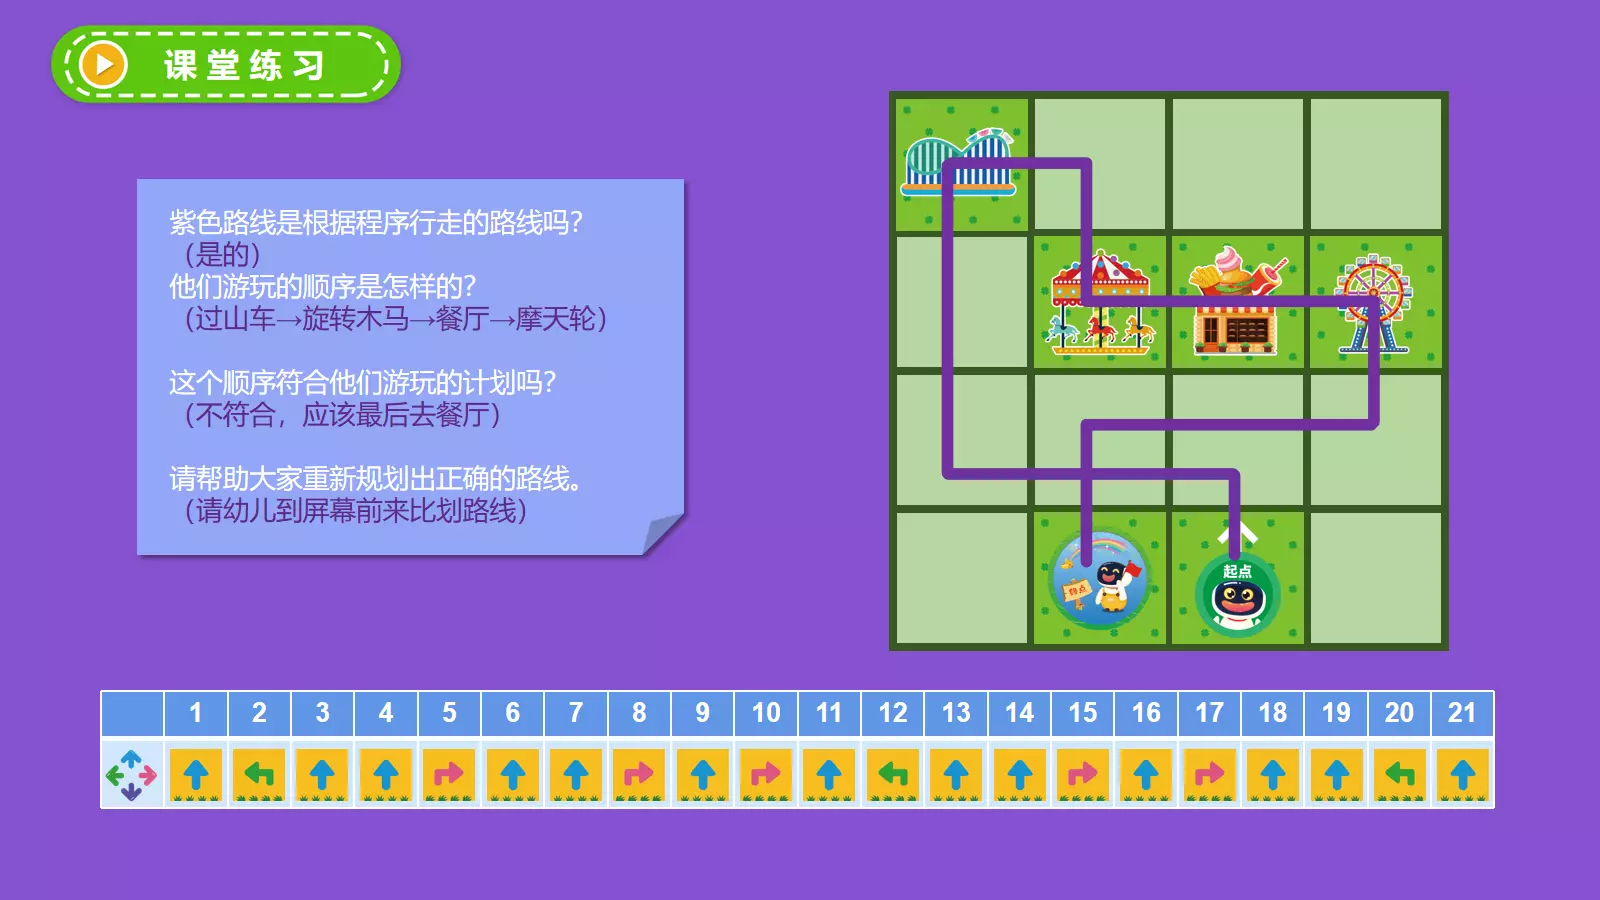 课堂练习
紫色路线是根据程序行走的路线吗？
（是的）
他们游玩的顺序是怎样的？
（过山车→旋转木马→餐厅→摩天轮）
这个顺序符合他们游玩的计划吗？
（不符合，应该最后去餐厅）
请帮助大家重新规划出正确的路线。
（请幼儿到屏幕前来比划路线）
终点
起点
1 2 3 4 5 6 7 8 9 10 11 12 13 14 15 16 17 18 19 20 21